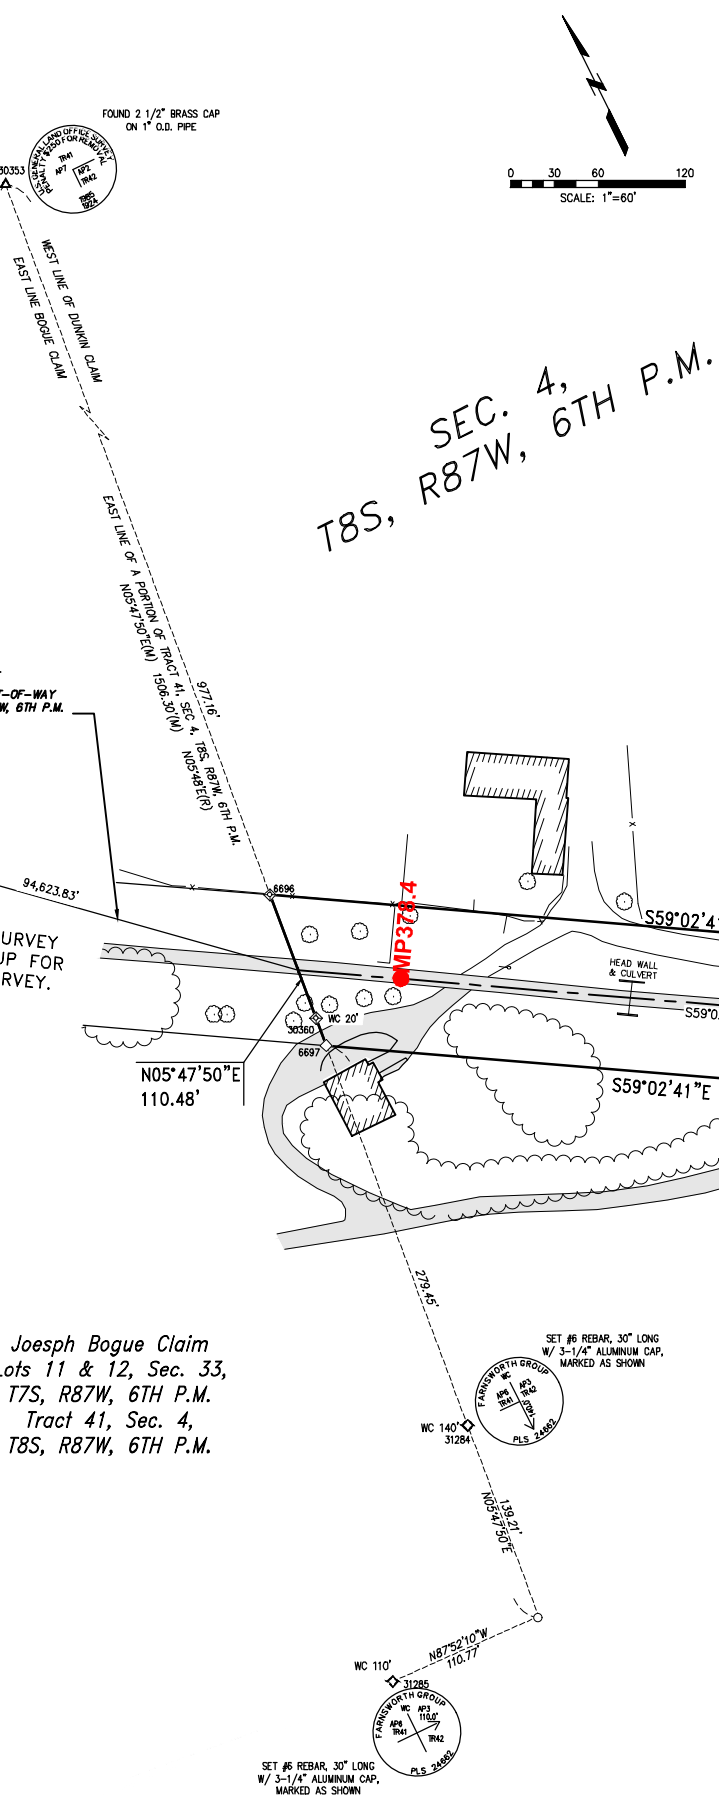 FOUND 2 1/2" BRASS CAP
ON 1" O.D. PIPE
30353
U.S. GENERAL LAND OFFICE SURVEY
PENALTY $250 FOR REMOVAL
TR41
AP7
AP2
TR42
1924
0 30 60 120
SCALE: 1"=60'
WEST LINE OF DUNKIN CLAIM
EAST LINE BOGUE CLAIM
SEC. 4,
T8S, R87W, 6TH P.M.
EAST LINE OF A PORTION OF TRACT 41, SEC 4, T8S, R87W, 6TH P.M.
N05°47'50"E(M) 1506.30'(M) N05°48'E(R)
977.16'
T-OF-WAY
W, 6TH P.M.
94,623.83'
6696
MP378.4
S59°02'41
URVEY
UP FOR
RVEY.
HEAD WALL
& CULVERT
S59°0
WC 20'
30360
6697
N05°47'50"E
110.48'
S59°02'41"E
279.45'
Joesph Bogue Claim
ots 11 & 12, Sec. 33,
T7S, R87W, 6TH P.M.
Tract 41, Sec. 4,
T8S, R87W, 6TH P.M.
SET #6 REBAR, 30" LONG
W/ 3-1/4" ALUMINUM CAP,
MARKED AS SHOWN
FARNSWORTH GROUP
WC
AP6
TR41
AP3
TR42
140.0'
PLS 24662
WC 140'
31284
139.21'
N05°47'50"E
N87°52'10"W
110.77'
WC 110'
31285
FARNSWORTH GROUP
WC AP3
110.0'
AP6
TR41
TR42
PLS 24662
SET #6 REBAR, 30" LONG
W/ 3-1/4" ALUMINUM CAP,
MARKED AS SHOWN